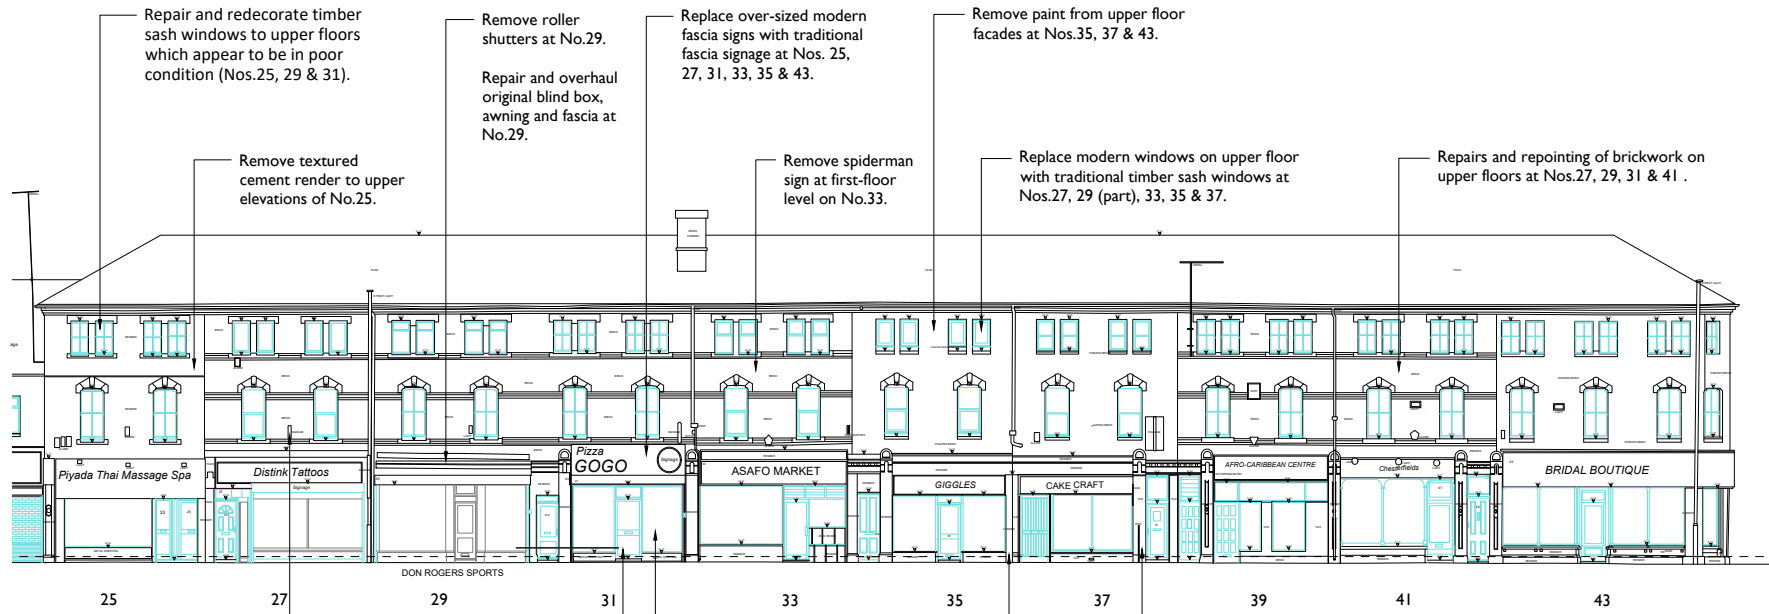 Repair and redecorate timber
sash windows to upper floors
which appear to be in poor
condition (Nos.25, 29 & 31).
Remove roller
shutters at No.29.
Repair and overhaul
original blind box,
awning and fascia at
No.29.
Replace over-sized modern
fascia signs with traditional
fascia signage at Nos. 25,
27, 31, 33, 35 & 43.
Remove paint from upper floor
facades at Nos.35, 37 & 43.
Remove textured
cement render to upper
elevations of No.25.
Remove spiderman
sign at first-floor
level on No.33.
Replace modern windows on upper floor
with traditional timber sash windows at
Nos.27, 29 (part), 33, 35 & 37.
Repairs and repointing of brickwork on
upper floors at Nos.27, 29, 31 & 41 .
Piyada Thai Massage Spa
Distink Tattoos
Signage
Pizza
GOGO
Signage
ASAFO MARKET
GIGGLES
CAKE CRAFT
AFRO-CARIBBEAN CENTRE
Chesterfields
BRIDAL BOUTIQUE
23
25
DON ROGERS SPORTS
25
27
29
31
33
35
37
39
41
43